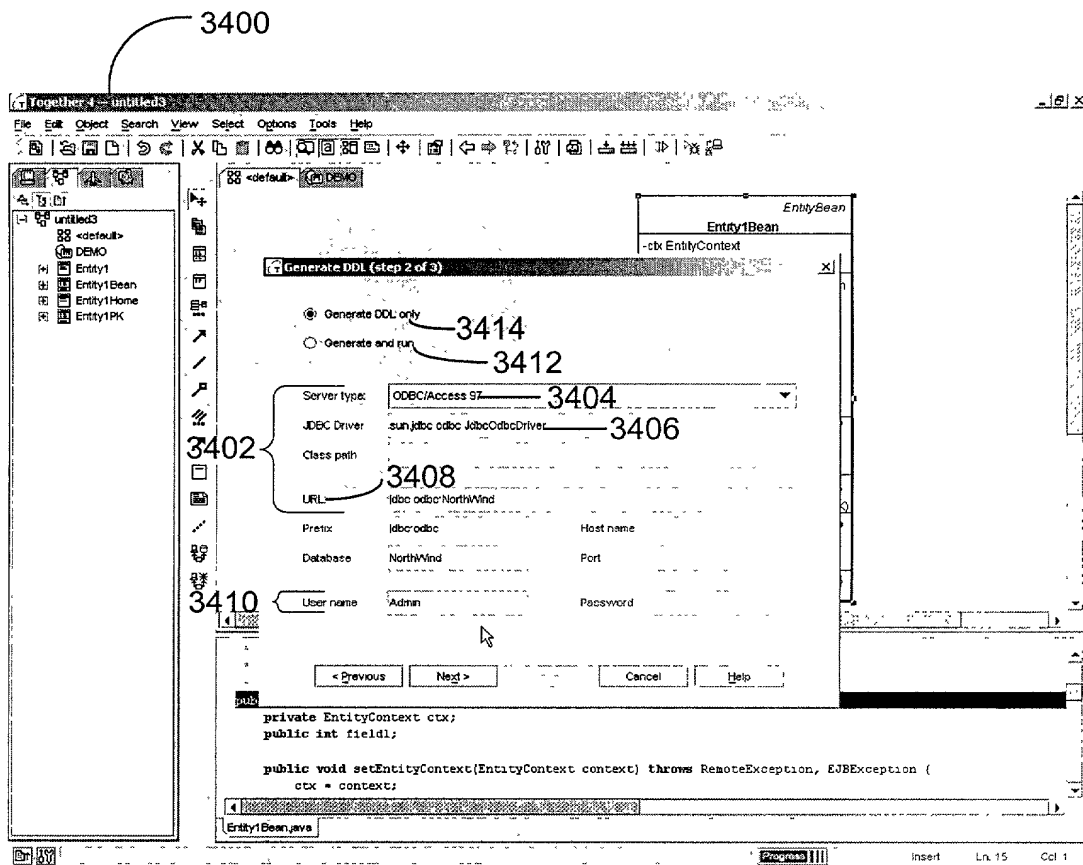 3400
Together 4 -- untitled3
File Edit Object Search View Select Options Tools Help
<default> DEMO
untitled3
<default>
DEMO
Entity1
Entity1Bean
Entity1Home
Entity1PK
EntityBean
Entity1Bean
-ctx EntityContext
Generate DDL (step 2 of 3)
Generate DDL only
3414
Generate and run
3412
3402
Server type: ODBC/Access 97 3404
JDBC Driver sun.jdbc odbc JdbcOdbcDriver 3406
Class path
3408
URL: jdbc odbc NorthWind
Prefix jdbc odbc Host name
Database NorthWind Port
3410 User name Admin Password
< Previous Next > Cancel Help
pub
private EntityContext ctx;
public int field1;
public void setEntityContext(EntityContext context) throws RemoteException, EJBException {
ctx = context;
Entity1Bean.java
Progress Insert Ln. 15 Col 1